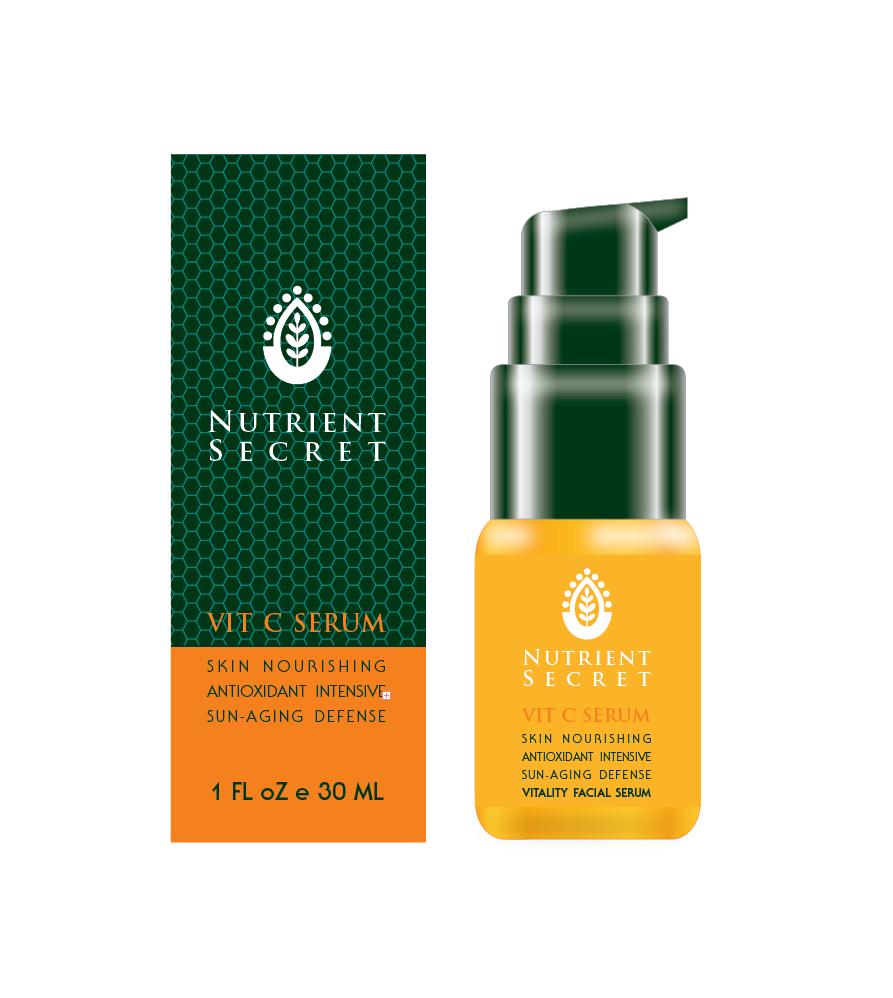 NUTRIENT
SECRET
VIT C SERUM
SKIN NOURISHING
ANTIOXIDANT INTENSIVE
SUN-AGING DEFENSE
1 FL oZ e 30 ML
NUTRIENT
SECRET
VIT C SERUM
SKIN NOURISHING
ANTIOXIDANT INTENSIVE
SUN-AGING DEFENSE
VITALITY FACIAL SERUM